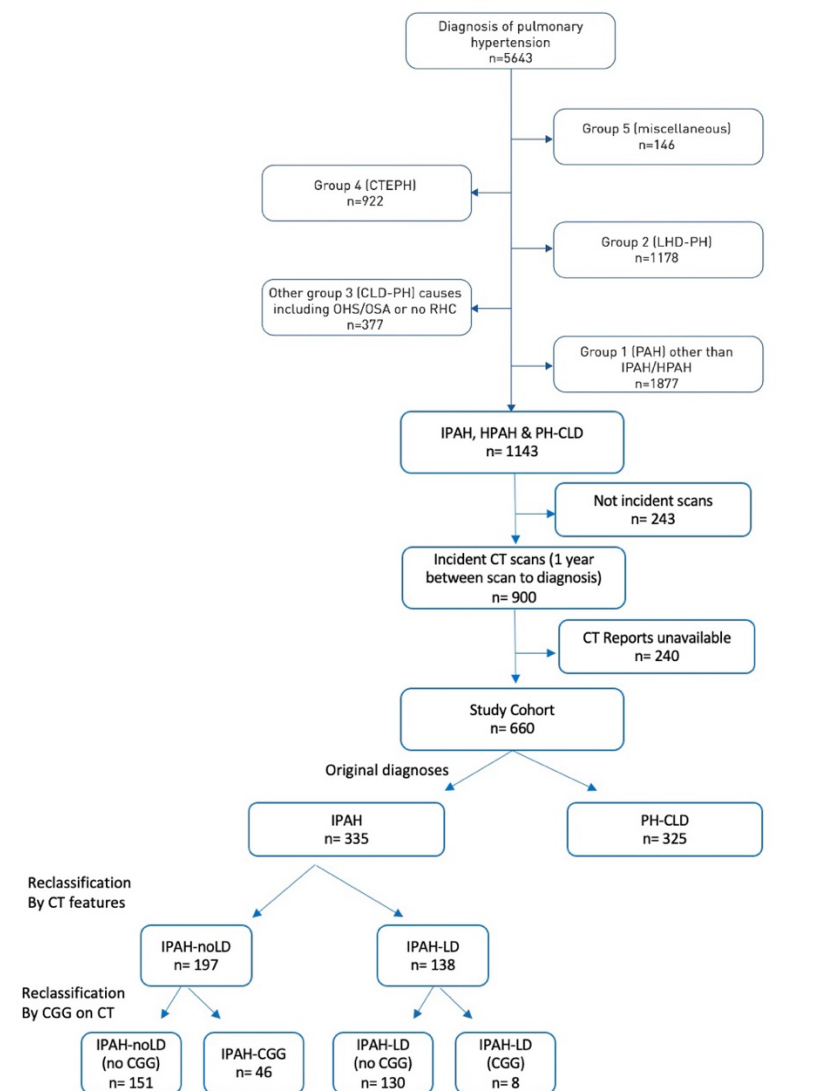 Diagnosis of pulmonary
hypertension
n=5643
Group 5 (miscellaneous)
n=146
Group 4 (CTEPH)
n=922
Group 2 (LHD-PH)
n=1178
Other group 3 (CLD-PH) causes
including OHS/OSA or no RHC
n=377
Group 1 (PAH) other than
IPAH/HPAH
n=1877
IPAH, HPAH & PH-CLD
n= 1143
Not incident scans
n= 243
Incident CT scans (1 year
between scan to diagnosis)
n= 900
CT Reports unavailable
n= 240
Study Cohort
n= 660
Original diagnoses
IPAH
n= 335
PH-CLD
n= 325
Reclassification
By CT features
IPAH-noLD
n= 197
IPAH-LD
n= 138
Reclassification
By CGG on CT
IPAH-noLD
(no CGG)
n= 151
IPAH-CGG
n= 46
IPAH-LD
(no CGG)
n= 130
IPAH-LD
(CGG)
n= 8